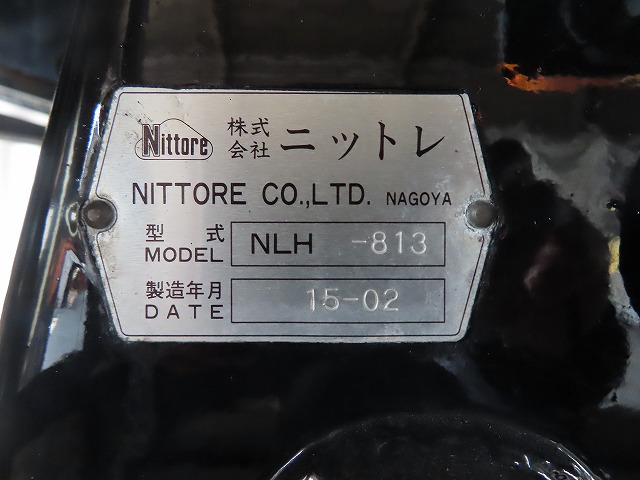 Nittore 株式会社 ニットレ
NITTORE CO.,LTD. NAGOYA
型式
MODEL NLH -813
製造年月
DATE 15-02